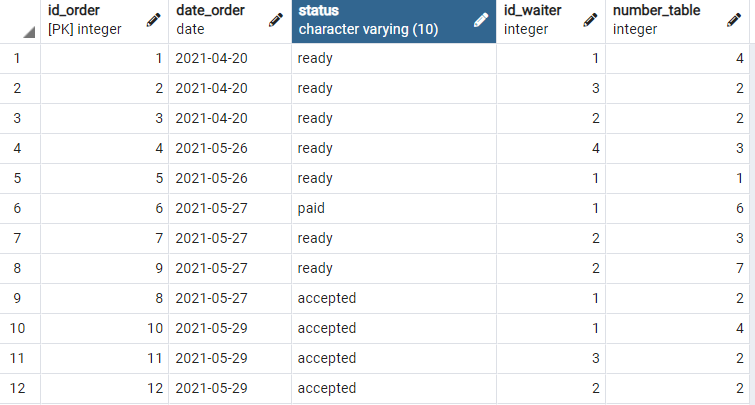 id_order date_order status id_waiter number_table
[PK] integer date character varying (10) integer integer
1 1 2021-04-20 ready 1 4
2 2 2021-04-20 ready 3 2
3 3 2021-04-20 ready 2 2
4 4 2021-05-26 ready 4 3
5 5 2021-05-26 ready 1 1
6 6 2021-05-27 paid 1 6
7 7 2021-05-27 ready 2 3
8 9 2021-05-27 ready 2 7
9 8 2021-05-27 accepted 1 2
10 10 2021-05-29 accepted 1 4
11 11 2021-05-29 accepted 3 2
12 12 2021-05-29 accepted 2 2